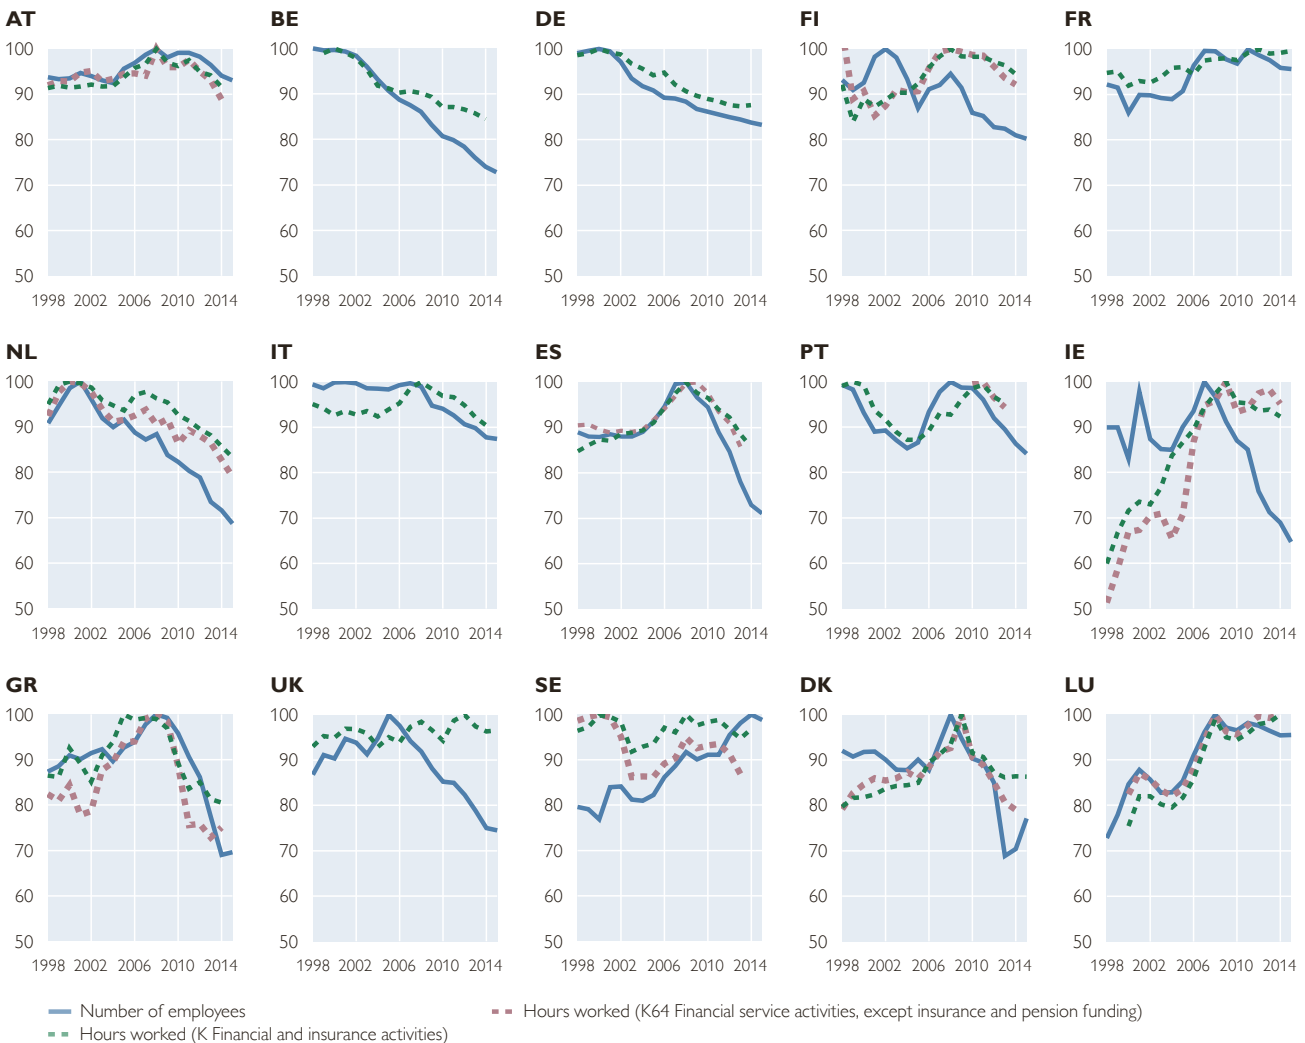 AT BE DE FI FR
100 100 100 100 100
90 90 90 90 90
80 80 80 80 80
70 70 70 70 70
60 60 60 60 60
50 50 50 50 50
1998 2002 2006 2010 2014 1998 2002 2006 2010 2014 1998 2002 2006 2010 2014 1998 2002 2006 2010 2014 1998 2002 2006 2010 2014
NL IT ES PT IE
100 100 100 100 100
90 90 90 90 90
80 80 80 80 80
70 70 70 70 70
60 60 60 60 60
50 50 50 50 50
1998 2002 2006 2010 2014 1998 2002 2006 2010 2014 1998 2002 2006 2010 2014 1998 2002 2006 2010 2014 1998 2002 2006 2010 2014
GR UK SE DK LU
100 100 100 100 100
90 90 90 90 90
80 80 80 80 80
70 70 70 70 70
60 60 60 60 60
50 50 50 50 50
1998 2002 2006 2010 2014 1998 2002 2006 2010 2014 1998 2002 2006 2010 2014 1998 2002 2006 2010 2014 1998 2002 2006 2010 2014
Number of employees Hours worked (K64 Financial service activities, except insurance and pension funding)
Hours worked (K Financial and insurance activities)